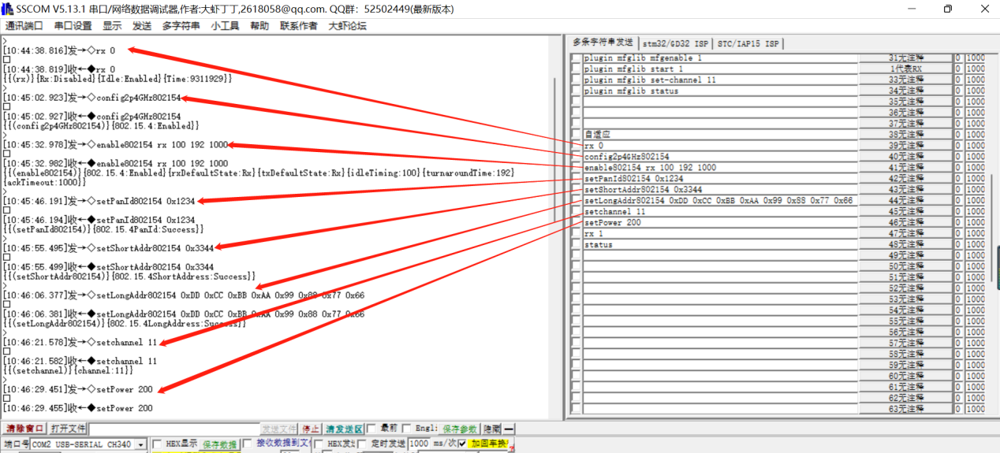 SSCOM V5.13.1 串口/网络数据调试器,作者:大虾丁丁,2618058@qq.com. QQ群：52502449(最新版本)
通讯端口 串口设置 显示 发送 多字符串 小工具 帮助 联系作者 大虾论坛
>
[10:44:38.816]发→◇rx 0
□
[10:44:38.819]收←◆rx 0
{{(rx)}{Rx:Disabled}{Idle:Enabled}{Time:9311929}}
>
[10:45:02.923]发→◇config2p4GHz802154
□
[10:45:02.927]收←◆config2p4GHz802154
{{(config2p4GHz802154)}{802.15.4:Enabled}}
>
[10:45:32.978]发→◇enable802154 rx 100 192 1000
□
[10:45:32.982]收←◆enable802154 rx 100 192 1000
{{(enable802154)}{802.15.4:Enabled}{rxDefaultState:Rx}{txDefaultState:Rx}{idleTiming:100}{turnaroundTime:192}
{ackTimeout:1000}}
>
[10:45:46.191]发→◇setPanId802154 0x1234
□
[10:45:46.194]收←◆setPanId802154 0x1234
{{(setPanId802154)}{802.15.4PanId:Success}}
>
[10:45:55.495]发→◇setShortAddr802154 0x3344
□
[10:45:55.499]收←◆setShortAddr802154 0x3344
{{(setShortAddr802154)}{802.15.4ShortAddress:Success}}
>
[10:46:06.377]发→◇setLongAddr802154 0xDD 0xCC 0xBB 0xAA 0x99 0x88 0x77 0x66
□
[10:46:06.381]收←◆setLongAddr802154 0xDD 0xCC 0xBB 0xAA 0x99 0x88 0x77 0x66
{{(setLongAddr802154)}{802.15.4LongAddress:Success}}
>
[10:46:21.578]发→◇setchannel 11
□
[10:46:21.582]收←◆setchannel 11
{{(setchannel)}{channel:11}}
>
[10:46:29.451]发→◇setPower 200
□
[10:46:29.455]收←◆setPower 200
多条字符串发送 stm32/GD32 ISP STC/IAP15 ISP
plugin mfglib mfgenable 1 31无注释 0 1000
plugin mfglib start 1 1代表RX 0 1000
plugin mfglib set-channel 11 33无注释 0 1000
plugin mfglib status 34无注释 0 1000
35无注释 0 1000
36无注释 0 1000
37无注释 0 1000
自适应 38无注释 0 1000
rx 0 39无注释 0 1000
config2p4GHz802154 40无注释 0 1000
enable802154 rx 100 192 1000 41无注释 0 1000
setPanId802154 0x1234 42无注释 0 1000
setShortAddr802154 0x3344 43无注释 0 1000
setLongAddr802154 0xDD 0xCC 0xBB 0xAA 0x99 0x88 0x77 0x66 44无注释 0 1000
setchannel 11 45无注释 0 1000
setPower 200 46无注释 0 1000
rx 1 47无注释 0 1000
status 48无注释 0 1000
49无注释 0 1000
50无注释 0 1000
51无注释 0 1000
52无注释 0 1000
53无注释 0 1000
54无注释 0 1000
55无注释 0 1000
56无注释 0 1000
57无注释 0 1000
58无注释 0 1000
59无注释 0 1000
60无注释 0 1000
61无注释 0 1000
62无注释 0 1000
63无注释 0 1000
清除窗口 打开文件 发送文件 停止 清发送区 最前 Engli 保存参数 隐藏
端口号 COM2 USB-SERIAL CH340 HEX显示 保存数据 接收数据到文 HEX发 定时发送 1000 ms/次 加回车换